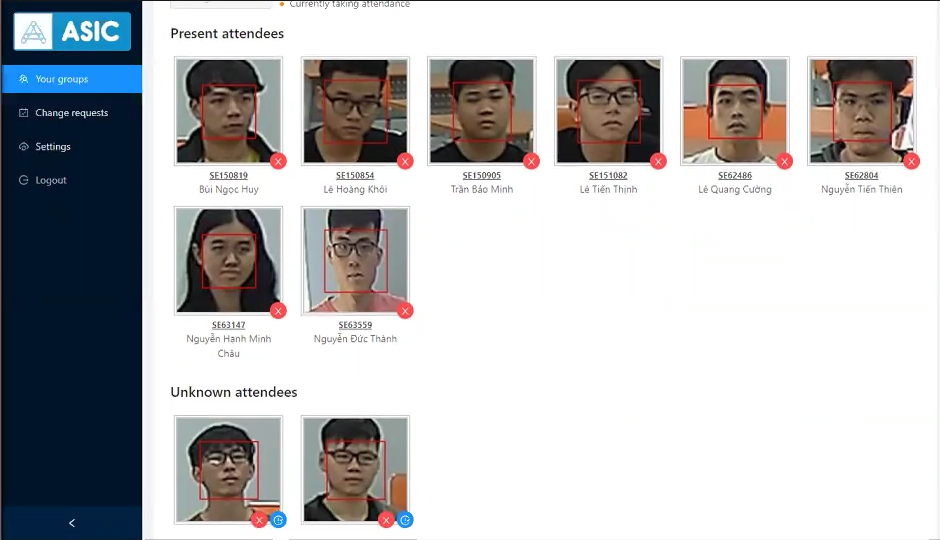 Currently taking attendance
ASIC
Your groups
Change requests
Settings
Logout
Present attendees
SE150819
Bùi Ngọc Huy
SE150854
Lê Hoàng Khôi
SE150905
Trần Bảo Minh
SE151082
Lê Tiến Thịnh
SE62486
Lê Quang Cường
SE62804
Nguyễn Tiến Thiên
SE63147
Nguyễn Hạnh Minh
Châu
SE63559
Nguyễn Đức Thành
Unknown attendees